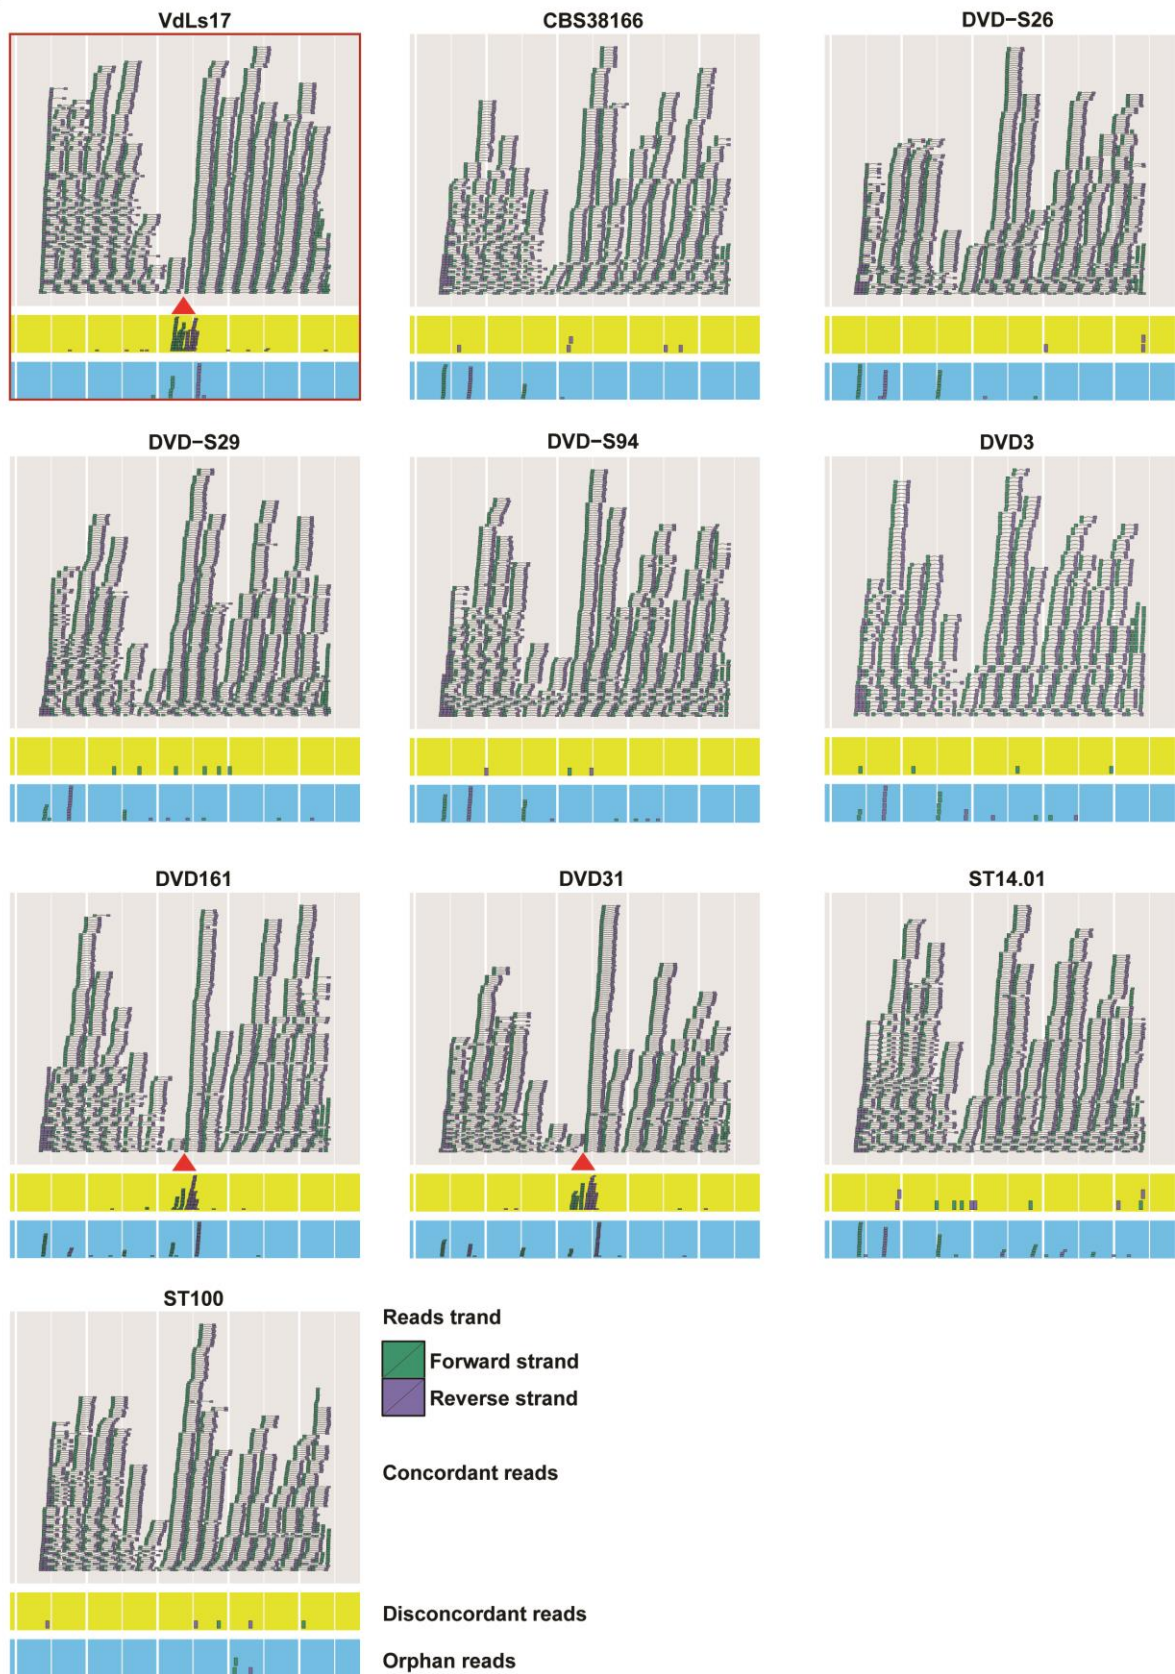 VdLs17
CBS38166
DVD-S26
DVD-S29
DVD-S94
DVD3
DVD161
DVD31
ST14.01
ST100
Reads trand
Forward strand
Reverse strand
Concordant reads
Disconcordant reads
Orphan reads